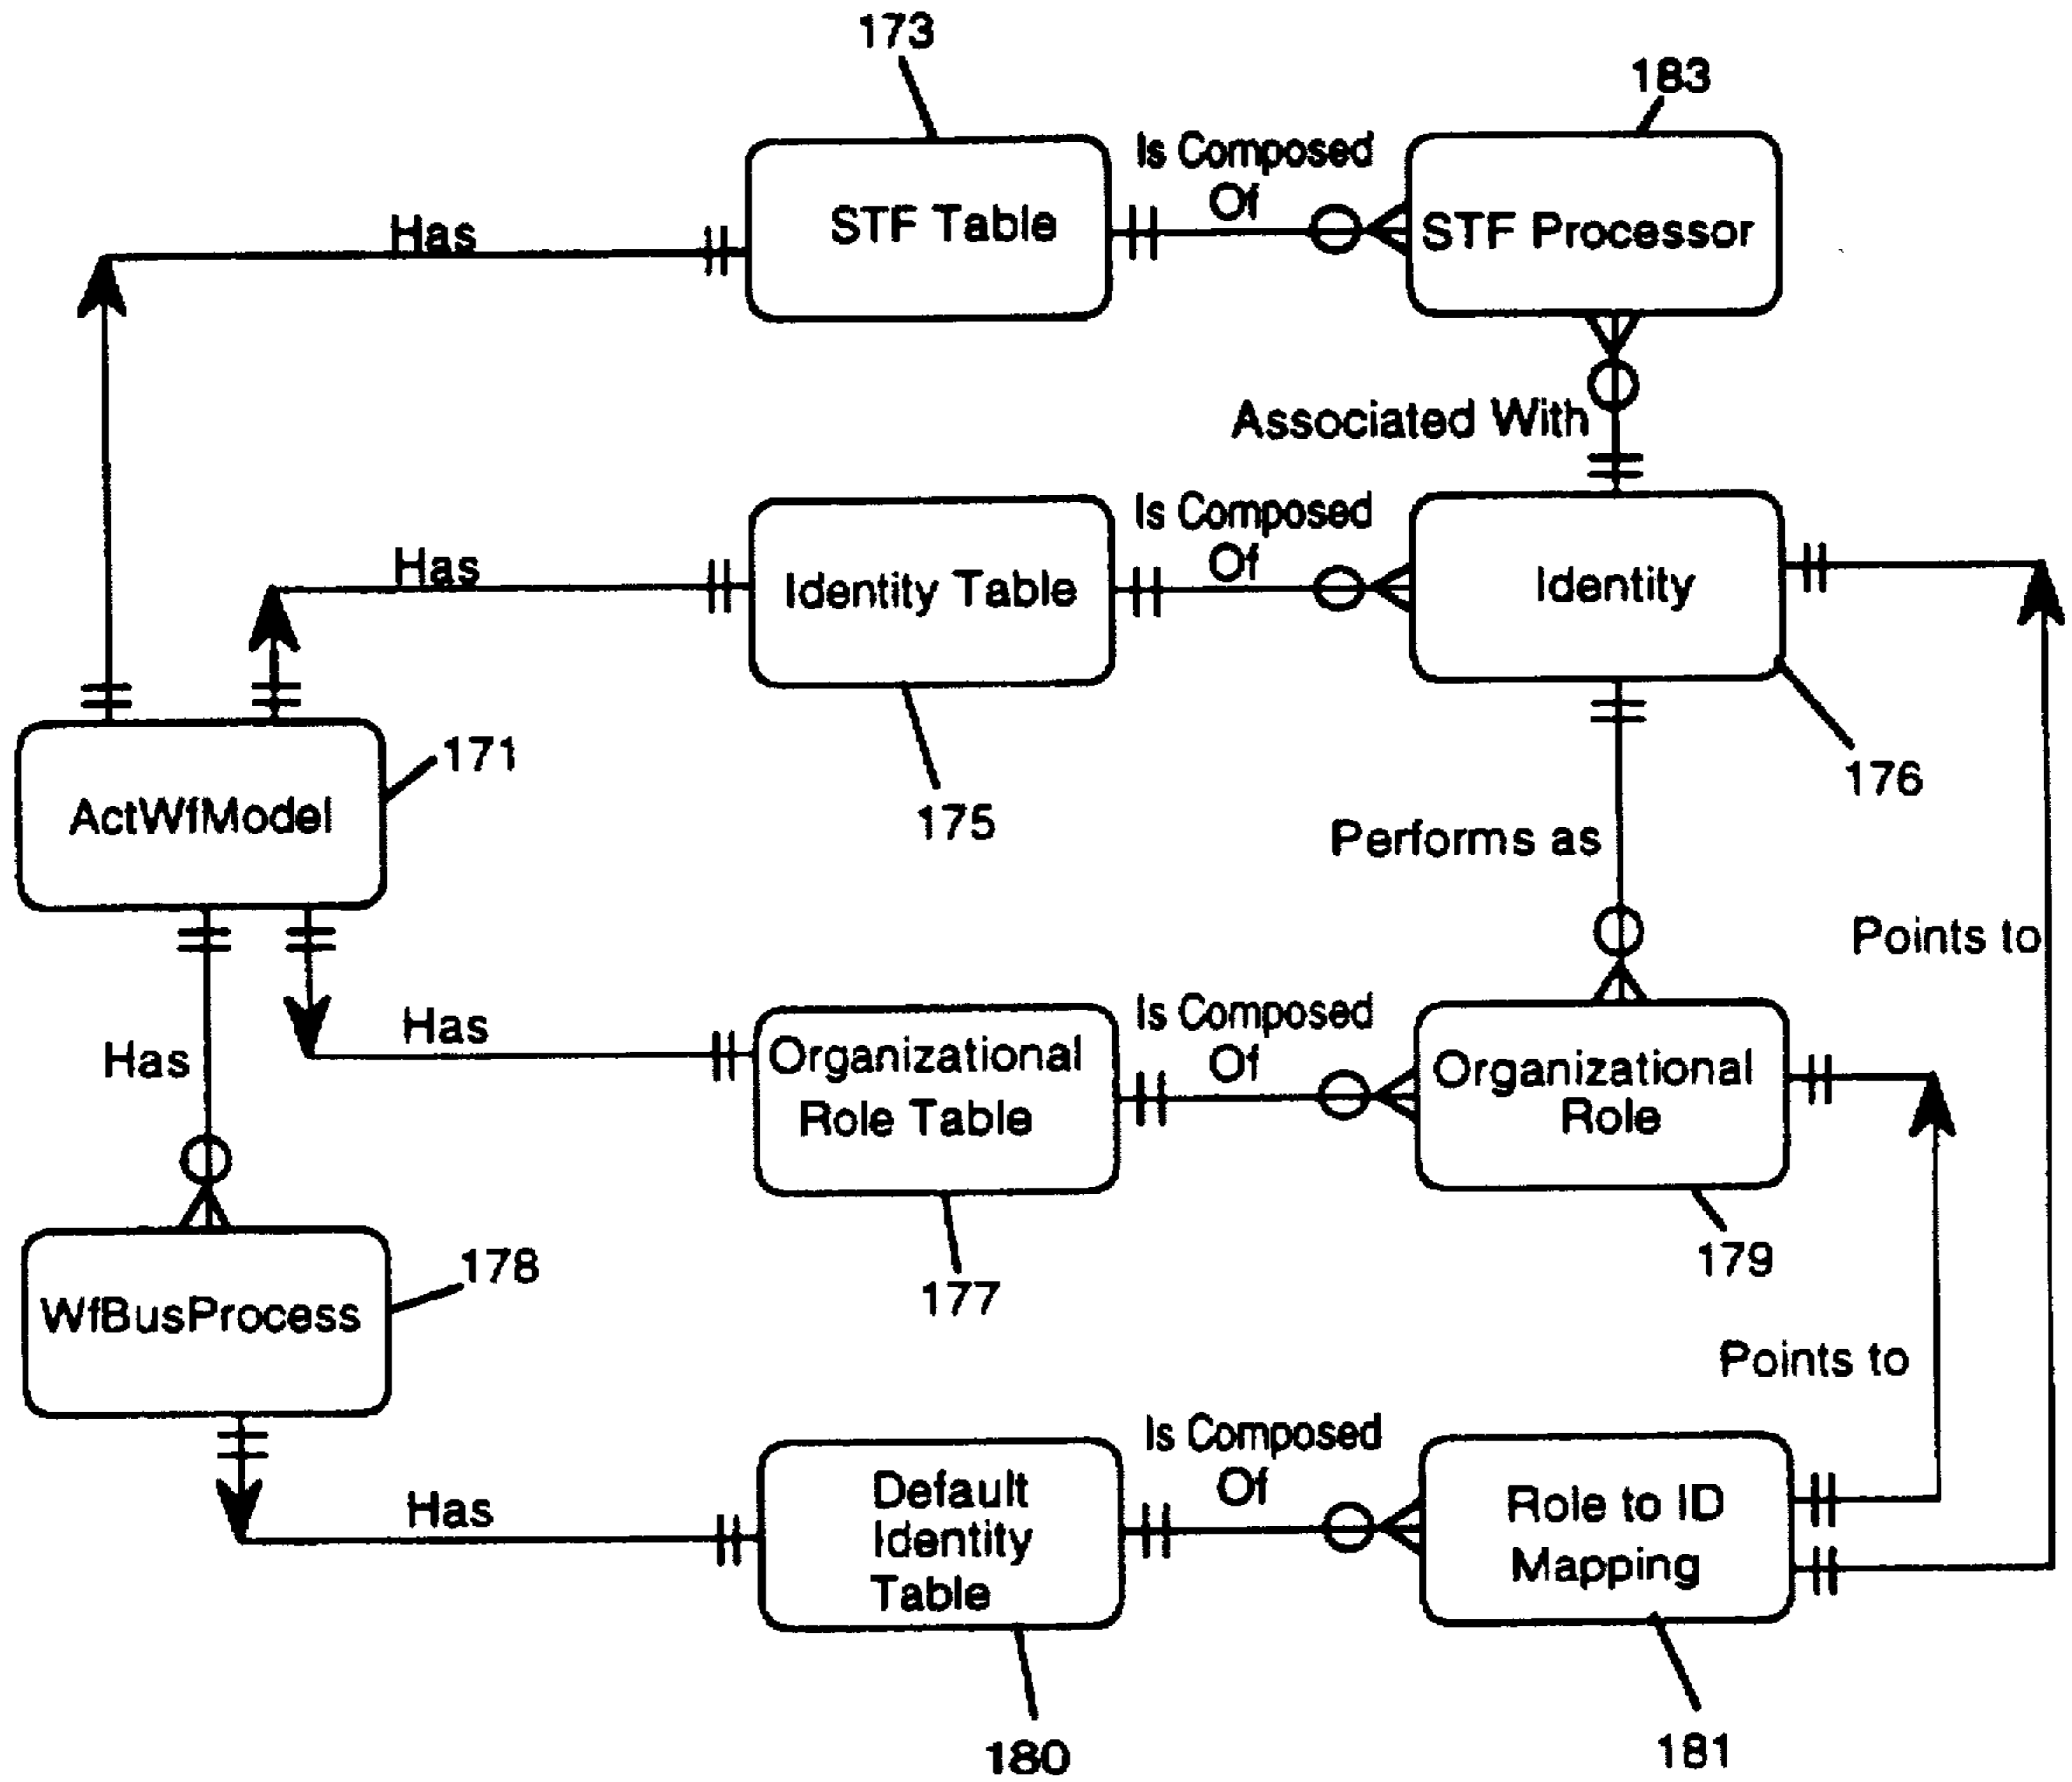 173
183
Is Composed
Of
Has
STF Table
STF Processor
Associated With
Is Composed
Of
Has
Identity Table
Identity
171
176
ActWfModel
175
Performs as
Points to
Is Composed
Of
Has
Has
Organizational
Role Table
Organizational
Role
178
179
177
WfBusProcess
Points to
Is Composed
Of
Has
Default
Identity
Table
Role to ID
Mapping
180
181